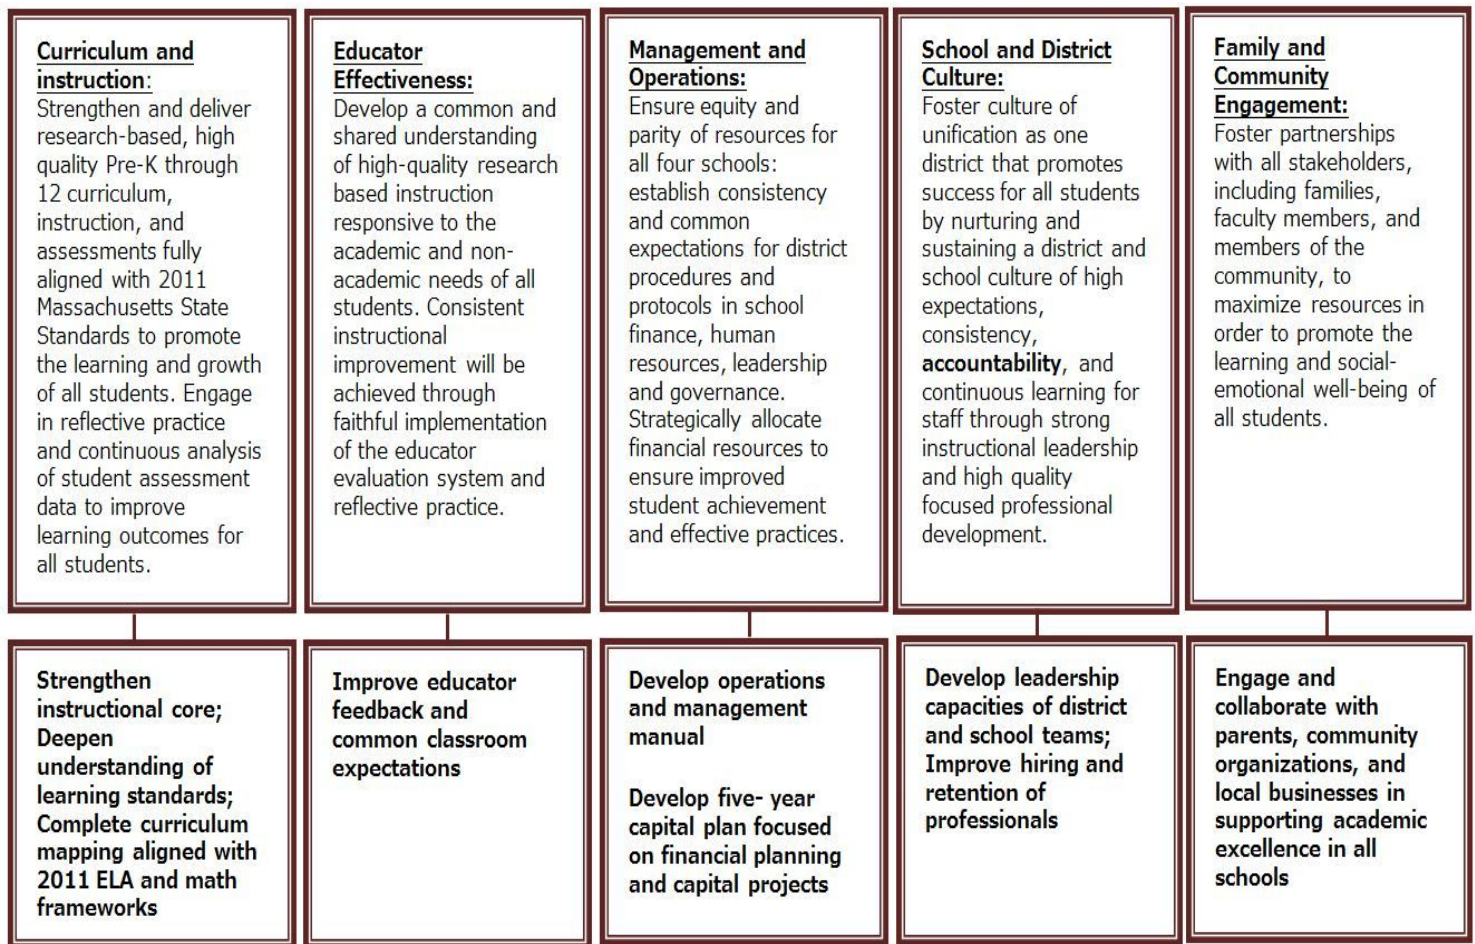 Curriculum and
instruction:
Strengthen and deliver
research-based, high
quality Pre-K through
12 curriculum,
instruction, and
assessments fully
aligned with 2011
Massachusetts State
Standards to promote
the learning and growth
of all students. Engage
in reflective practice
and continuous analysis
of student assessment
data to improve
learning outcomes for
all students.
Educator
Effectiveness:
Develop a common and
shared understanding
of high-quality research
based instruction
responsive to the
academic and non-
academic needs of all
students. Consistent
instructional
improvement will be
achieved through
faithful implementation
of the educator
evaluation system and
reflective practice.
Management and
Operations:
Ensure equity and
parity of resources for
all four schools:
establish consistency
and common
expectations for district
procedures and
protocols in school
finance, human
resources, leadership
and governance.
Strategically allocate
financial resources to
ensure improved
student achievement
and effective practices.
School and District
Culture:
Foster culture of
unification as one
district that promotes
success for all students
by nurturing and
sustaining a district and
school culture of high
expectations,
consistency,
accountability, and
continuous learning for
staff through strong
instructional leadership
and high quality
focused professional
development.
Family and
Community
Engagement:
Foster partnerships
with all stakeholders,
including families,
faculty members, and
members of the
community, to
maximize resources in
order to promote the
learning and social-
emotional well-being of
all students.
Strengthen
instructional core;
Deepen
understanding of
learning standards;
Complete curriculum
mapping aligned with
2011 ELA and math
frameworks
Improve educator
feedback and
common classroom
expectations
Develop operations
and management
manual
Develop five- year
capital plan focused
on financial planning
and capital projects
Develop leadership
capacities of district
and school teams;
Improve hiring and
retention of
professionals
Engage and
collaborate with
parents, community
organizations, and
local businesses in
supporting academic
excellence in all
schools